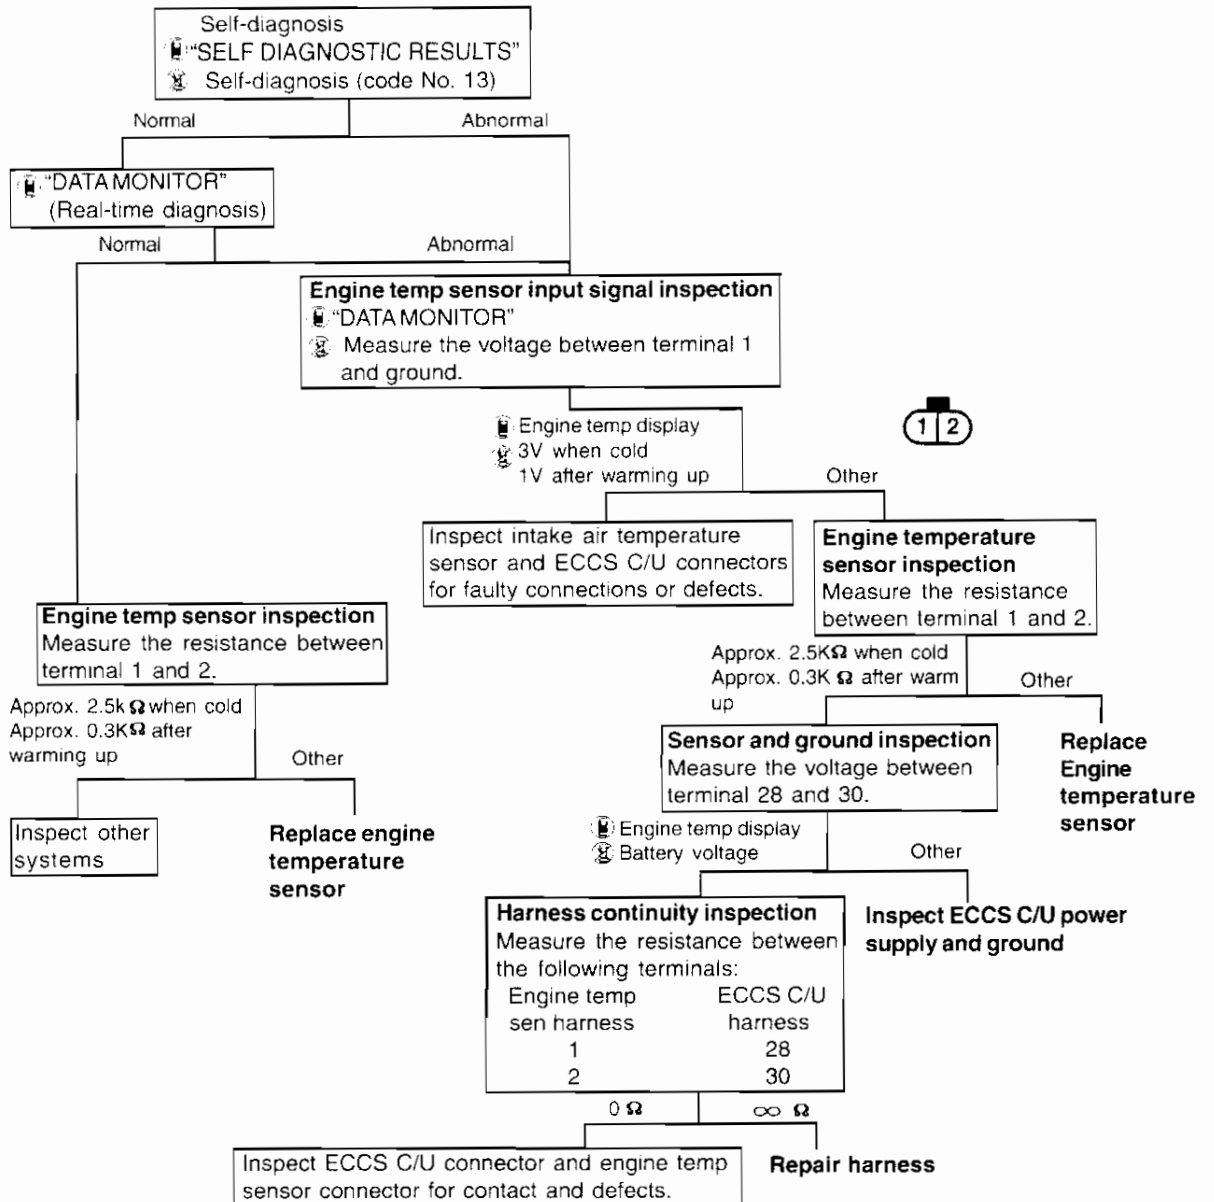 Self-diagnosis
"SELF DIAGNOSTIC RESULTS"
Self-diagnosis (code No. 13)
Normal
Abnormal
"DATA MONITOR"
(Real-time diagnosis)
Normal
Abnormal
Engine temp sensor input signal inspection
"DATA MONITOR"
Measure the voltage between terminal 1
and ground.
Engine temp display
3V when cold
1V after warming up
Other
1 2
Inspect intake air temperature
sensor and ECCS C/U connectors
for faulty connections or defects.
Engine temperature
sensor inspection
Measure the resistance
between terminal 1 and 2.
Engine temp sensor inspection
Measure the resistance between
terminal 1 and 2.
Approx. 2.5KΩ when cold
Approx. 0.3K Ω after warm
up
Other
Approx. 2.5k Ω when cold
Approx. 0.3KΩ after
warming up
Other
Sensor and ground inspection
Measure the voltage between
terminal 28 and 30.
Replace
Engine
temperature
sensor
Inspect other
systems
Replace engine
temperature
sensor
Engine temp display
Battery voltage
Other
Harness continuity inspection
Measure the resistance between
the following terminals:
Engine temp ECCS C/U
sen harness harness
1 28
2 30
Inspect ECCS C/U power
supply and ground
0 Ω
∞ Ω
Inspect ECCS C/U connector and engine temp
sensor connector for contact and defects.
Repair harness